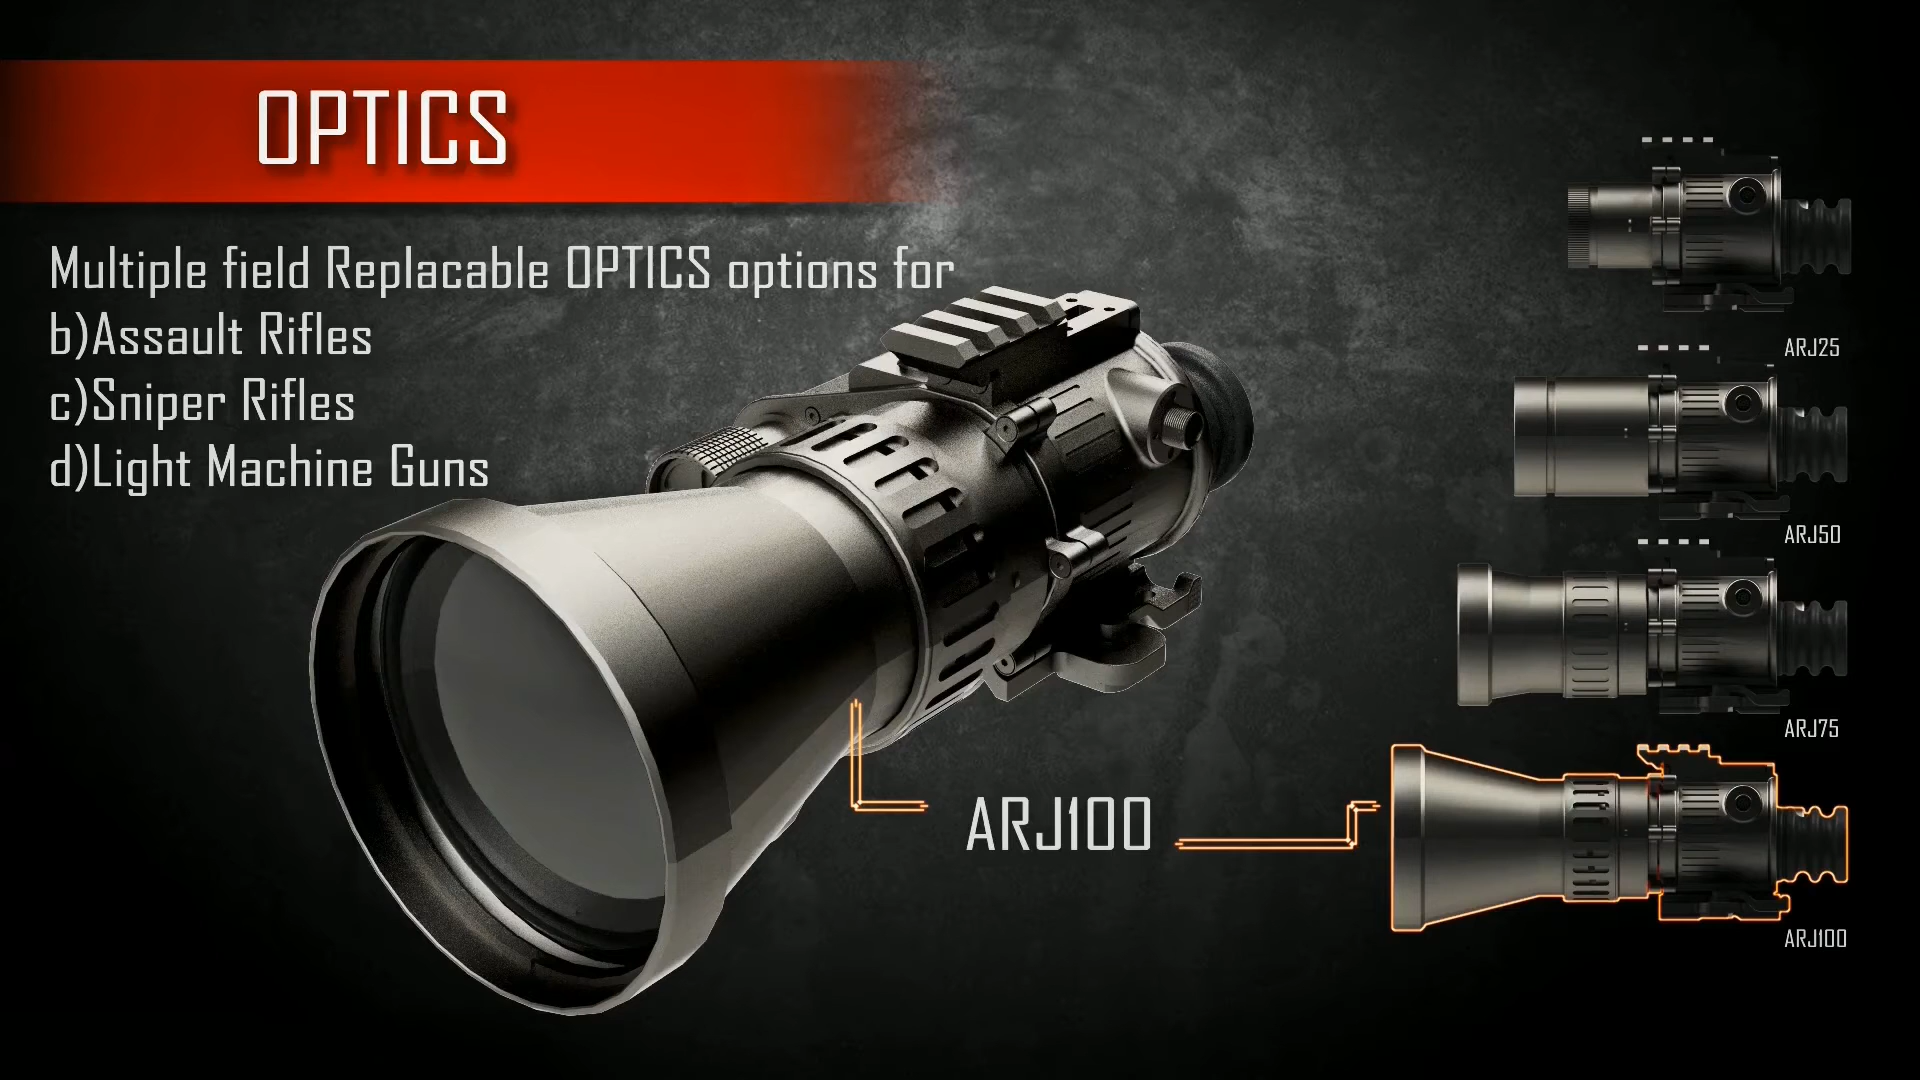 OPTICS
Multiple field Replacable OPTICS options for
b)Assault Rifles
c)Sniper Rifles
d)Light Machine Guns
ARJ25
ARJ50
ARJ75
ARJ100
ARJ100